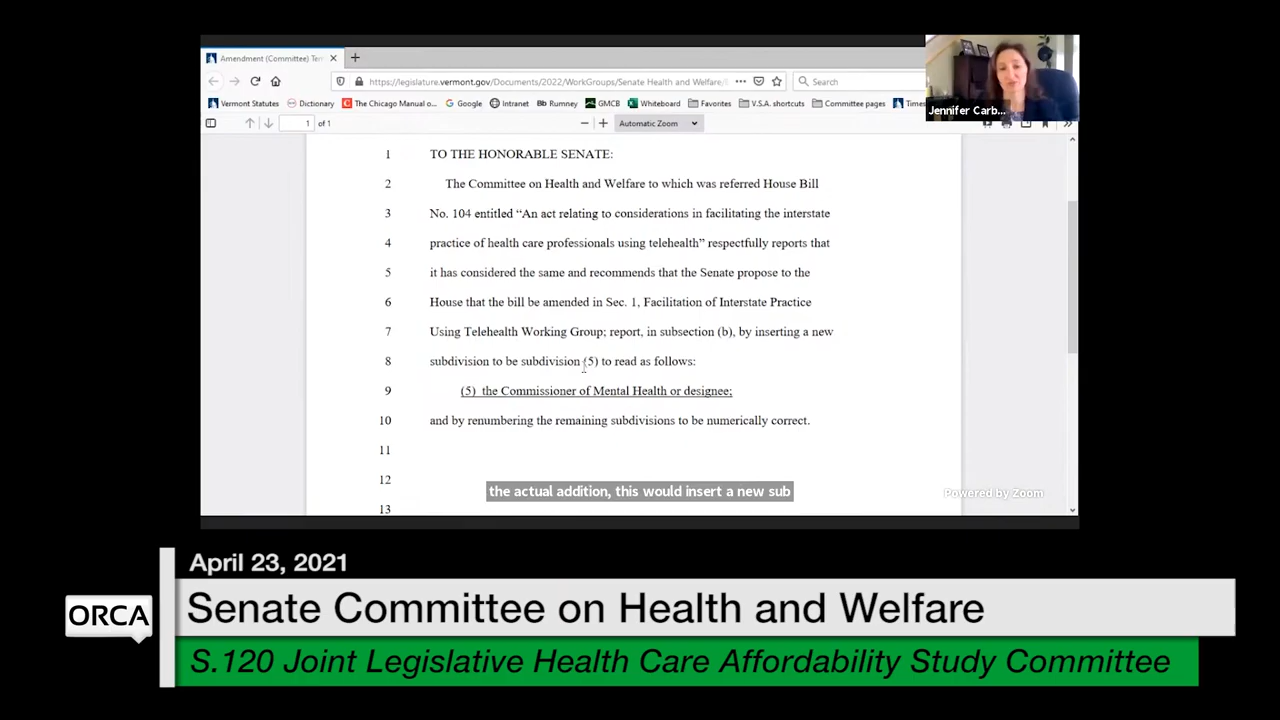 Amendment (Committee) Tem
https://legislature.vermont.gov/Documents/2022/WorkGroups/Senate Health and Welfare/
Search
Vermont Statutes Dictionary The Chicago Manual o... Google Intranet Bb Rumney GMCB Whiteboard Favorites V.S.A. shortcuts Committee pages Times
Jennifer Carb...
1 of 1 Automatic Zoom
1 TO THE HONORABLE SENATE:
2 The Committee on Health and Welfare to which was referred House Bill
3 No. 104 entitled “An act relating to considerations in facilitating the interstate
4 practice of health care professionals using telehealth” respectfully reports that
5 it has considered the same and recommends that the Senate propose to the
6 House that the bill be amended in Sec. 1, Facilitation of Interstate Practice
7 Using Telehealth Working Group; report, in subsection (b), by inserting a new
8 subdivision to be subdivision (5) to read as follows:
9 (5) the Commissioner of Mental Health or designee;
10 and by renumbering the remaining subdivisions to be numerically correct.
11
12
13
the actual addition, this would insert a new sub
Powered by Zoom
April 23, 2021
ORCA
Senate Committee on Health and Welfare
S.120 Joint Legislative Health Care Affordability Study Committee